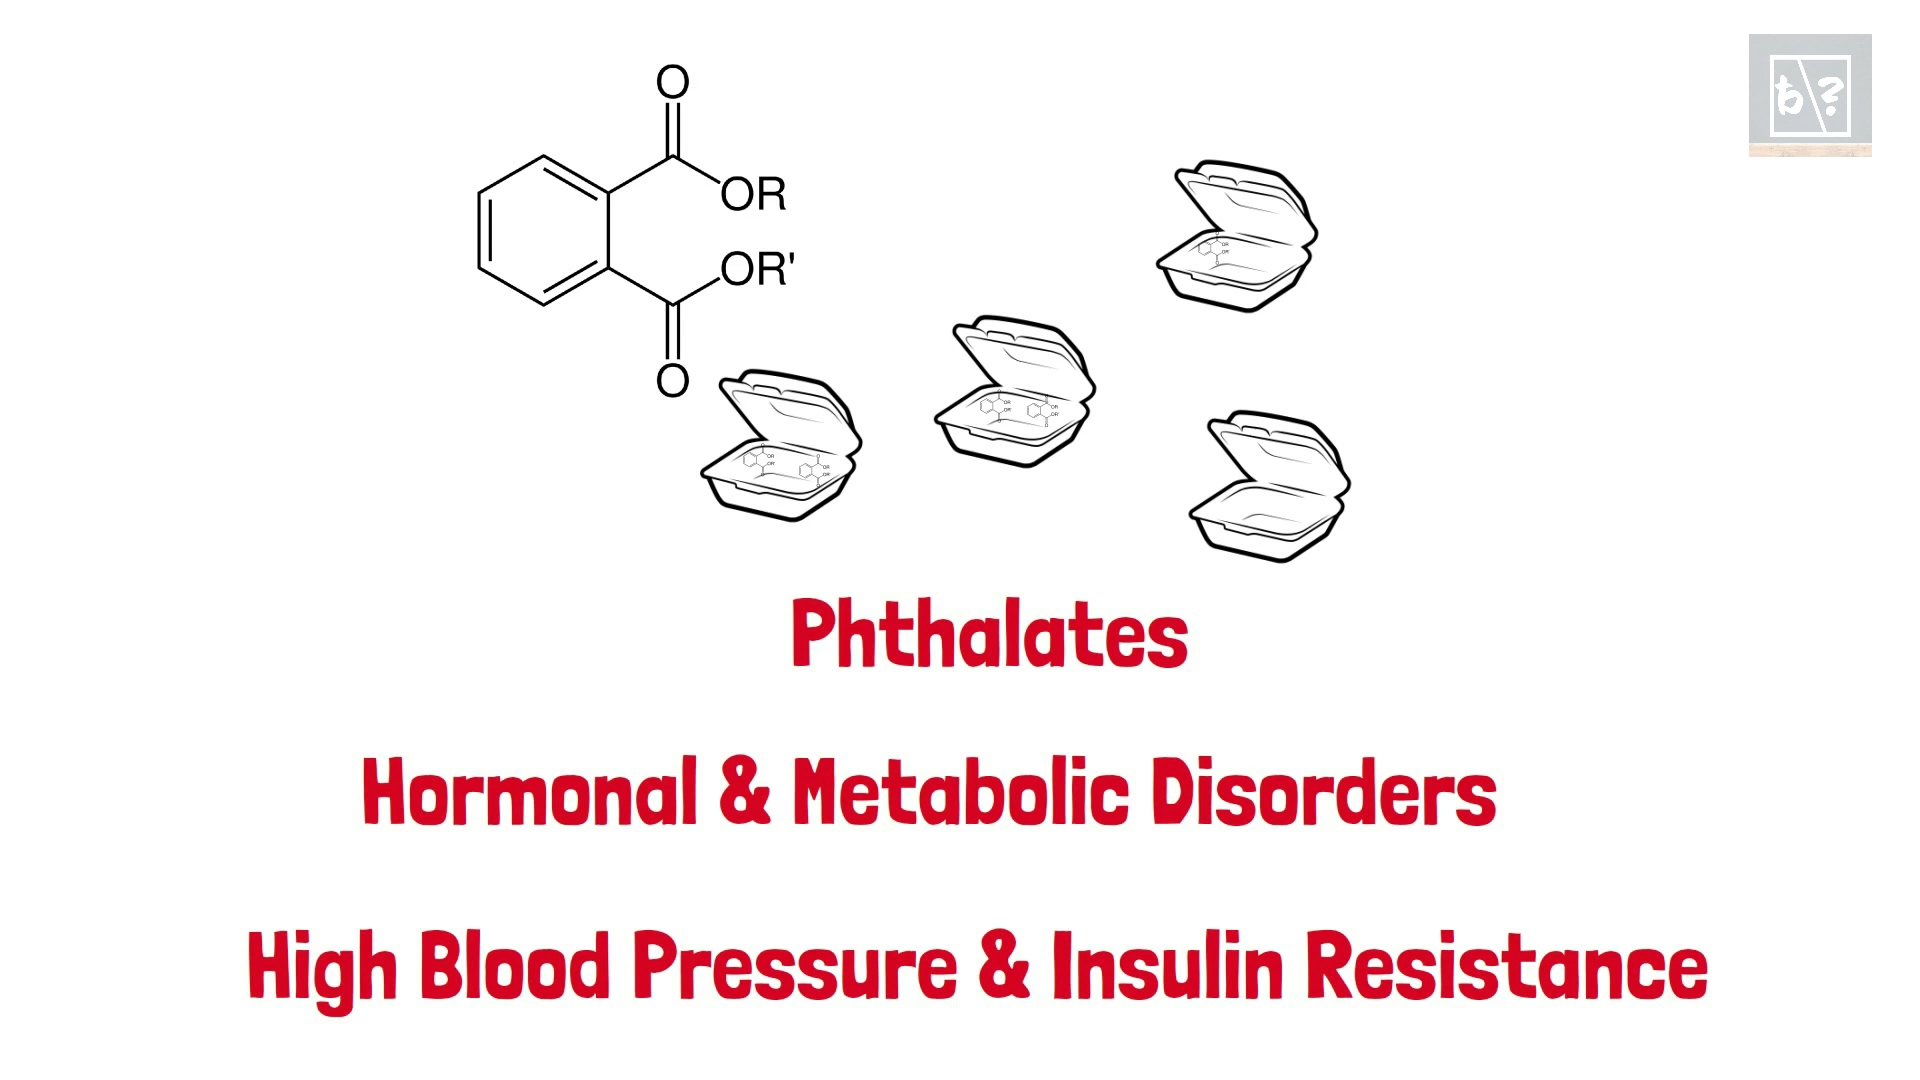 O
OR
OR'
O
Phthalates
Hormonal & Metabolic Disorders
High Blood Pressure & Insulin Resistance